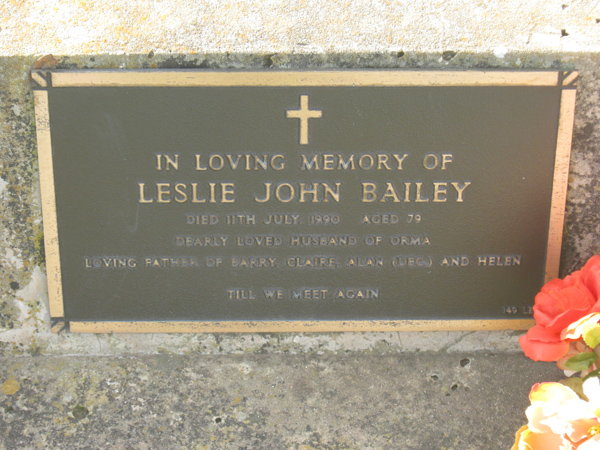 IN LOVING MEMORY OF
LESLIE JOHN BAILEY
DIED 11TH JULY 1990 AGED 79
DEARLY LOVED HUSBAND OF ORMA
LOVING FATHER OF BARRY, CLAIRE, ALAN (DEC.) AND HELEN
TILL WE MEET AGAIN